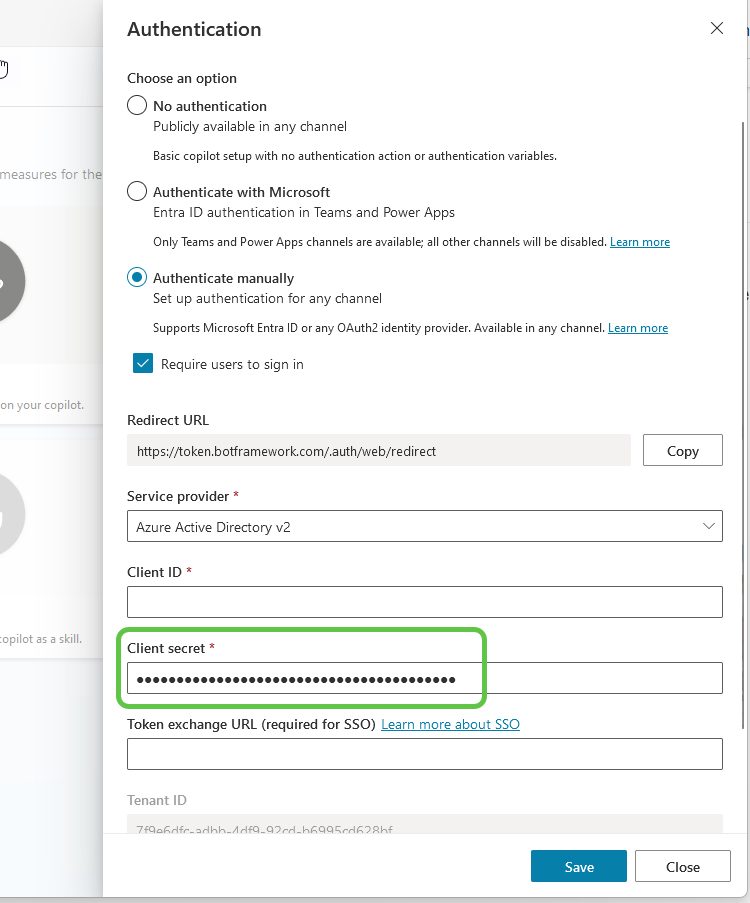 Authentication
Choose an option
No authentication
Publicly available in any channel
measures for the
Basic copilot setup with no authentication action or authentication variables.
Authenticate with Microsoft
Entra ID authentication in Teams and Power Apps
Only Teams and Power Apps channels are available; all other channels will be disabled. Learn more
Authenticate manually
Set up authentication for any channel
Supports Microsoft Entra ID or any OAuth2 identity provider. Available in any channel. Learn more
Require users to sign in
on your copilot.
Redirect URL
https://token.botframework.com/.auth/web/redirect
Copy
Service provider *
Azure Active Directory v2
Client ID *
copilot as a skill.
Client secret *
••••••••••••••••••••••••••••••••••••••••
Token exchange URL (required for SSO) Learn more about SSO
Tenant ID
7f9e6dfc-adbb-4df9-92cd-b6995cd628bf
Save
Close